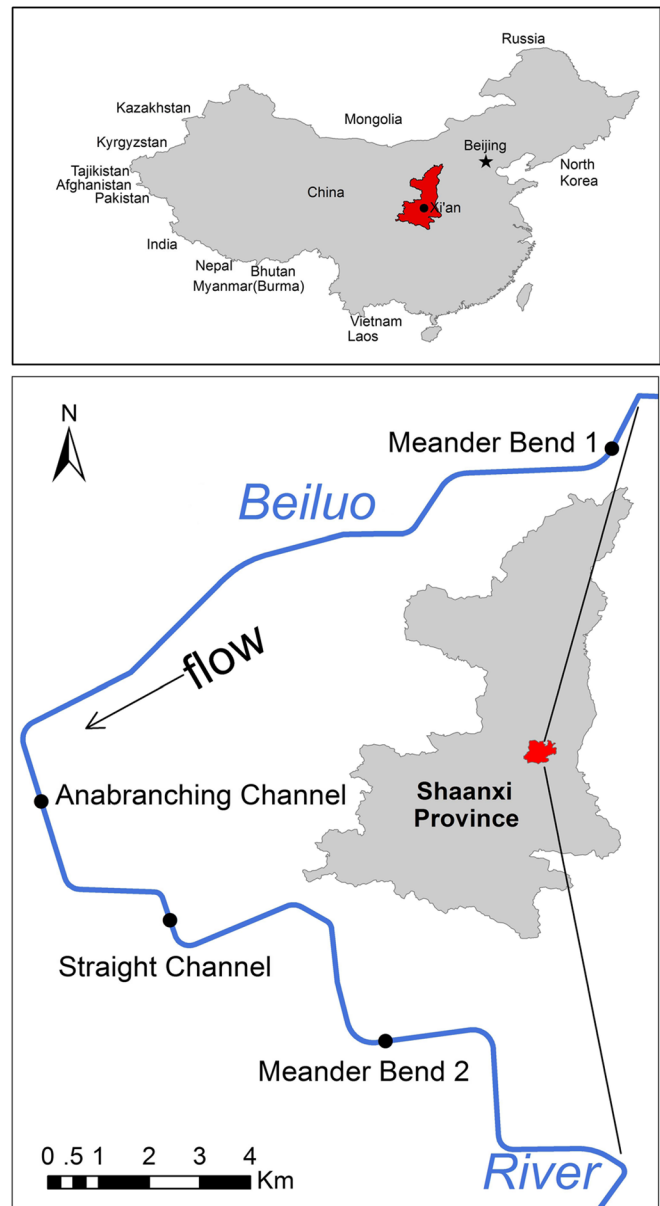 Russia
Kazakhstan
Mongolia
Kyrgyzstan
Beijing
Tajikistan
North
Korea
Afghanistan
Pakistan
China
Xi'an
India
Nepal
Bhutan
Myanmar(Burma)
Vietnam
Laos
N
Meander Bend 1
Beiluo
flow
Anabranching Channel
Shaanxi
Province
Straight Channel
Meander Bend 2
0 .5 1 2 3 4
Km
River